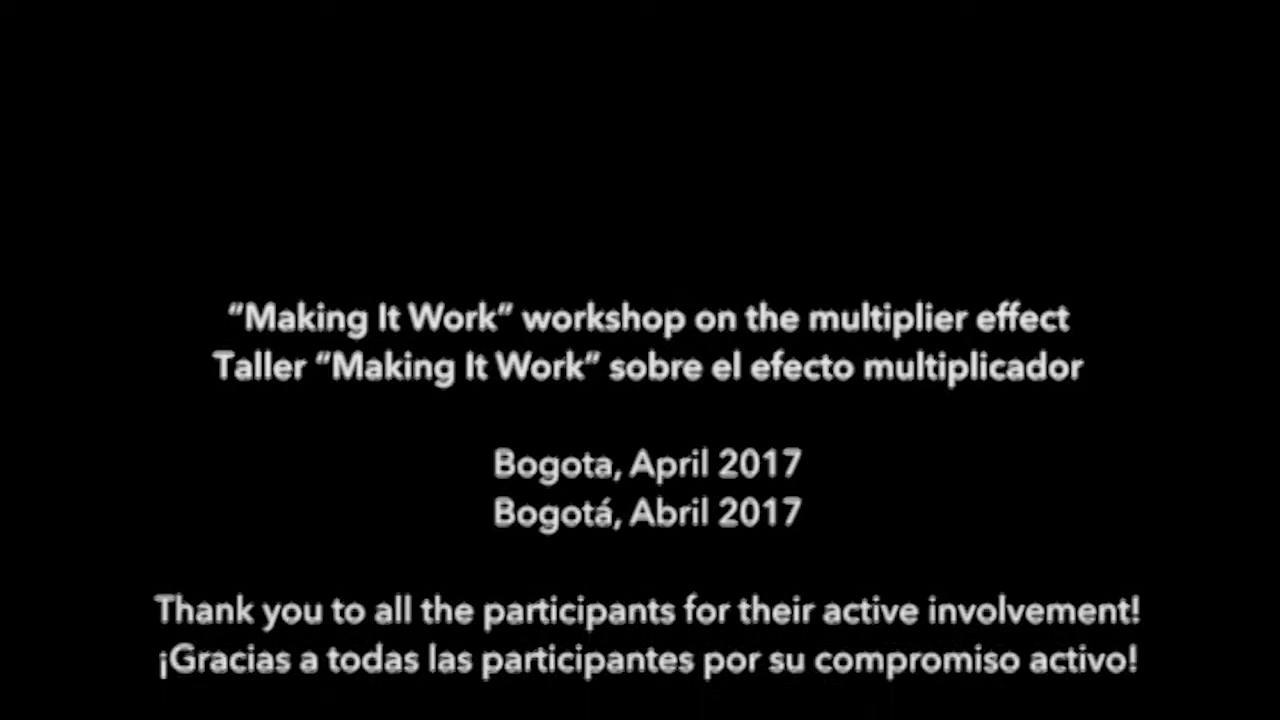 “Making It Work” workshop on the multiplier effect
Taller “Making It Work” sobre el efecto multiplicador
Bogota, April 2017
Bogotá, Abril 2017
Thank you to all the participants for their active involvement!
¡Gracias a todas las participantes por su compromiso activo!